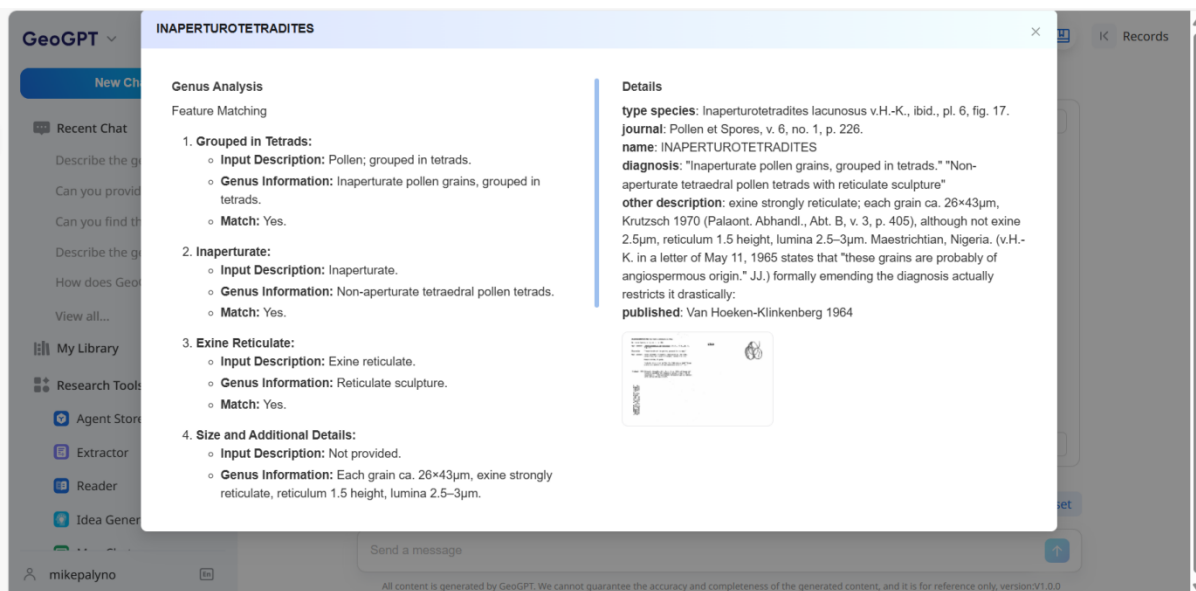 INAPERTUROTETRADITES
GeoGPT
Records
New Ch
Recent Chat
Describe the g
Can you provid
Can you find th
Describe the g
How does Geo
View all...
My Library
Research Tools
Agent Store
Extractor
Reader
Idea Gener
mikepalyno
En
Genus Analysis
Feature Matching
1. Grouped in Tetrads:
Input Description: Pollen; grouped in tetrads.
Genus Information: Inaperturate pollen grains, grouped in
tetrads.
Match: Yes.
2. Inaperturate:
Input Description: Inaperturate.
Genus Information: Non-aperturate tetraedral pollen tetrads.
Match: Yes.
3. Exine Reticulate:
Input Description: Exine reticulate.
Genus Information: Reticulate sculpture.
Match: Yes.
4. Size and Additional Details:
Input Description: Not provided.
Genus Information: Each grain ca. 26×43μm, exine strongly
reticulate, reticulum 1.5 height, lumina 2.5–3μm.
Details
type species: Inaperturotetradites lacunosus v.H.-K., ibid., pl. 6, fig. 17.
journal: Pollen et Spores, v. 6, no. 1, p. 226.
name: INAPERTUROTETRADITES
diagnosis: "Inaperturate pollen grains, grouped in tetrads." "Non-
aperturate tetraedral pollen tetrads with reticulate sculpture"
other description: exine strongly reticulate; each grain ca. 26×43μm,
Krutzsch 1970 (Palaont. Abhandl., Abt. B, v. 3, p. 405), although not exine
2.5μm, reticulum 1.5 height, lumina 2.5–3μm. Maestrichtian, Nigeria. (v.H.-
K. in a letter of May 11, 1965 states that "these grains are probably of
angiospermous origin." JJ.) formally emending the diagnosis actually
restricts it drastically:
published: Van Hoeken-Klinkenberg 1964
set
Send a message
All content is generated by GeoGPT. We cannot guarantee the accuracy and completeness of the generated content, and it is for reference only, version:V1.0.0